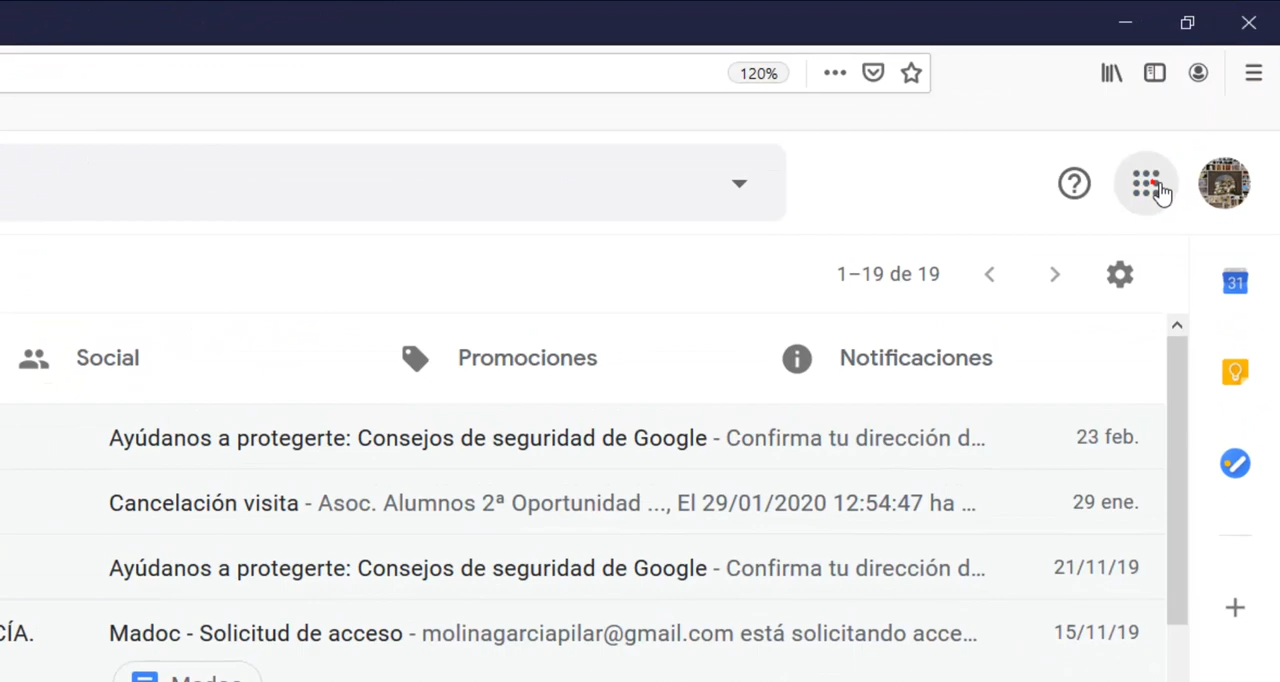 120%
1–19 de 19
31
Social
Promociones
Notificaciones
Ayúdanos a protegerte: Consejos de seguridad de Google - Confirma tu dirección d... 23 feb.
Cancelación visita - Asoc. Alumnos 2ª Oportunidad ..., El 29/01/2020 12:54:47 ha ... 29 ene.
Ayúdanos a protegerte: Consejos de seguridad de Google - Confirma tu dirección d... 21/11/19
CÍA. Madoc - Solicitud de acceso - molinagarciapilar@gmail.com está solicitando acce... 15/11/19
Madoc